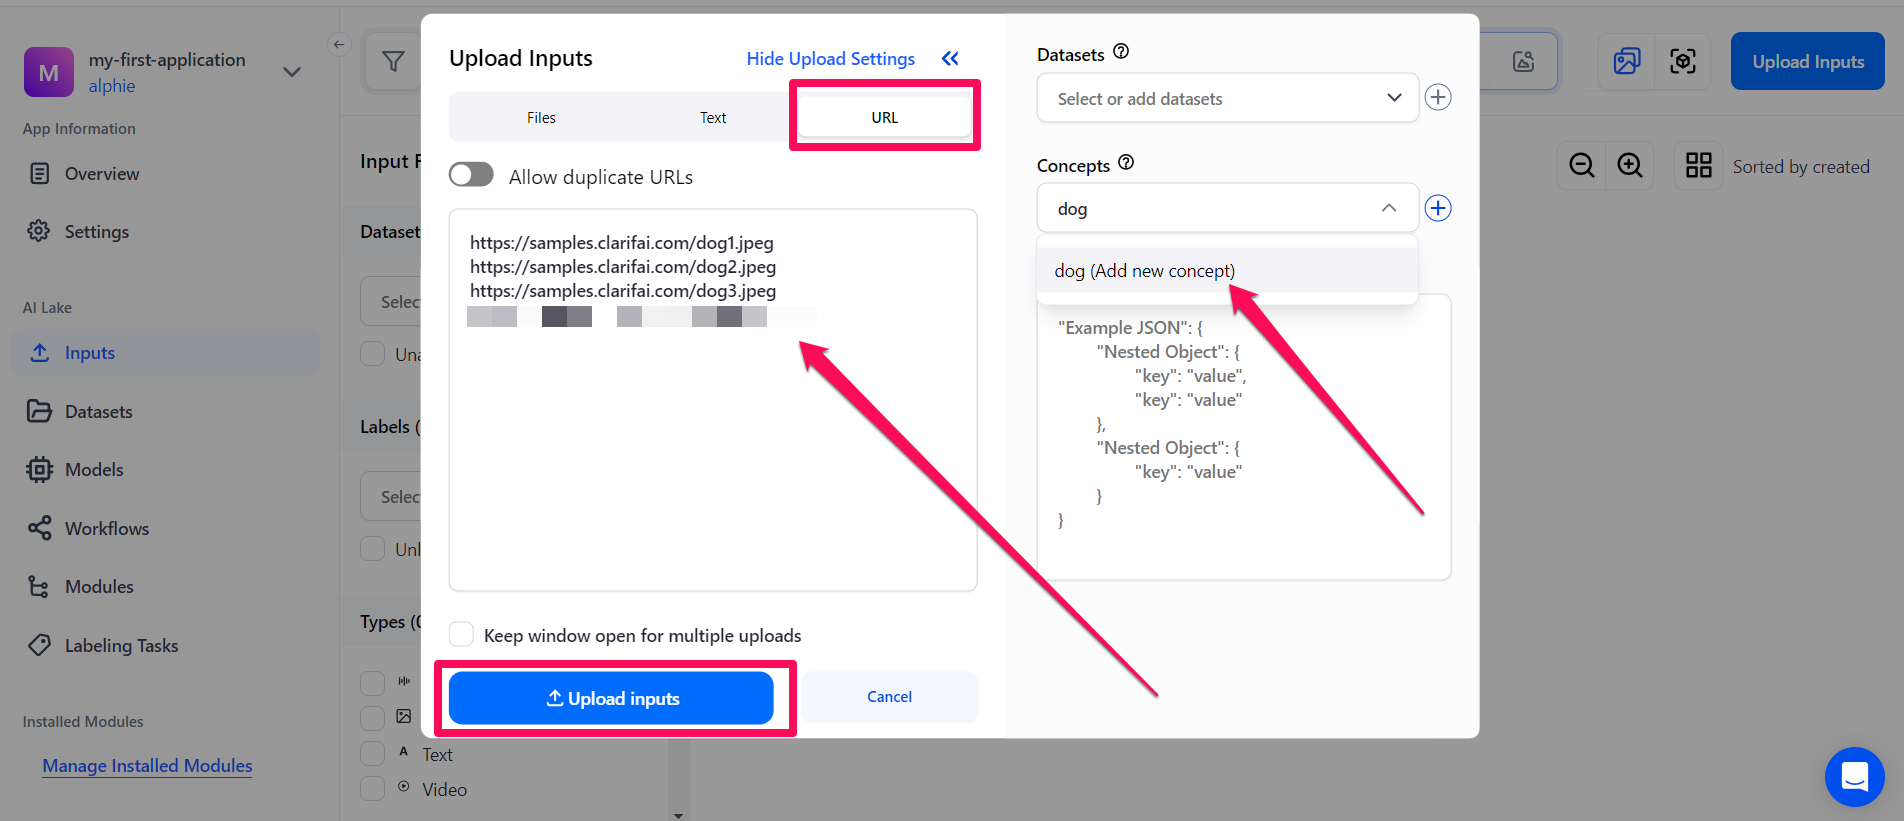 M
my-first-application
alphie
App Information
Overview
Settings
AI Lake
Inputs
Datasets
Models
Workflows
Modules
Labeling Tasks
Installed Modules
Manage Installed Modules
Input
Dataset
Selec
Una
Labels (
Selec
Unl
Types (
Text
Video
Upload Inputs
Hide Upload Settings
Files
Text
URL
Allow duplicate URLs
https://samples.clarifai.com/dog1.jpeg
https://samples.clarifai.com/dog2.jpeg
https://samples.clarifai.com/dog3.jpeg
Keep window open for multiple uploads
Upload inputs
Cancel
Datasets
Select or add datasets
Concepts
dog
dog (Add new concept)
"Example JSON": {
"Nested Object": {
"key": "value",
"key": "value"
},
"Nested Object": {
"key": "value"
}
}
Upload Inputs
Sorted by created